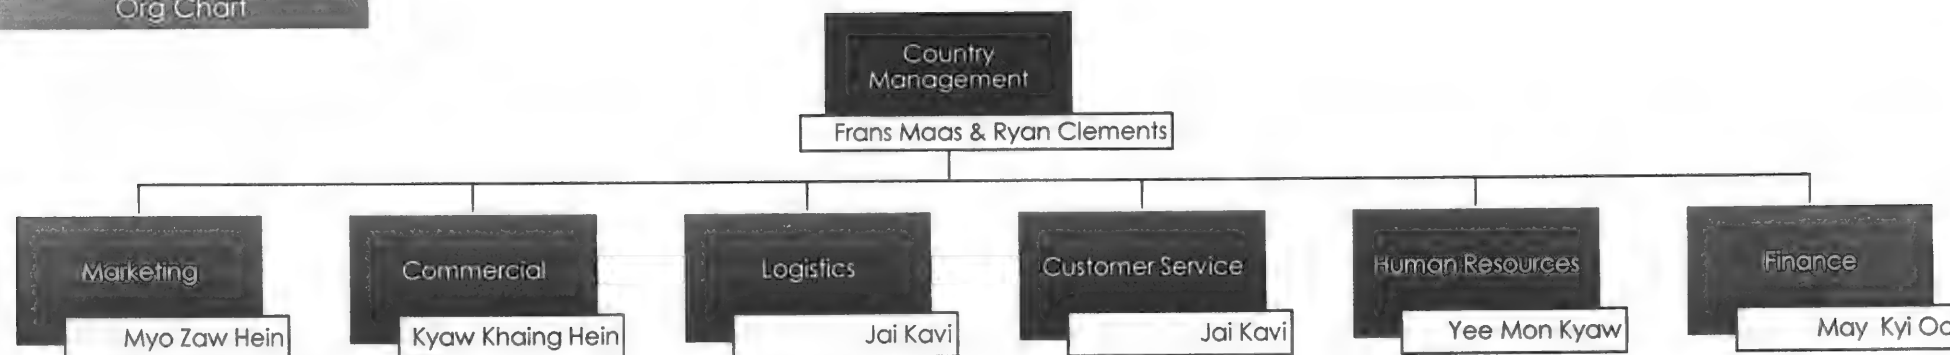 Org Chart
Country
Management
Frans Maas & Ryan Clements
Marketing
Myo Zaw Hein
Commercial
Kyaw Khaing Hein
Logistics
Jai Kavi
Customer Service
Jai Kavi
Human Resources
Yee Mon Kyaw
Finance
May Kyi Oo